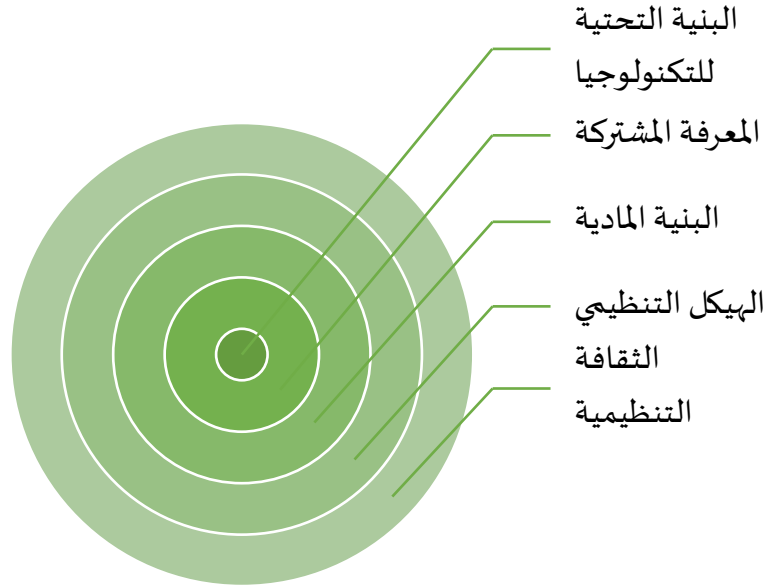 البنية التحتية
للتكنولوجيا
المعرفة المشتركة
البنية المادية
الهيكل التنظيمي
الثقافة
التنظيمية